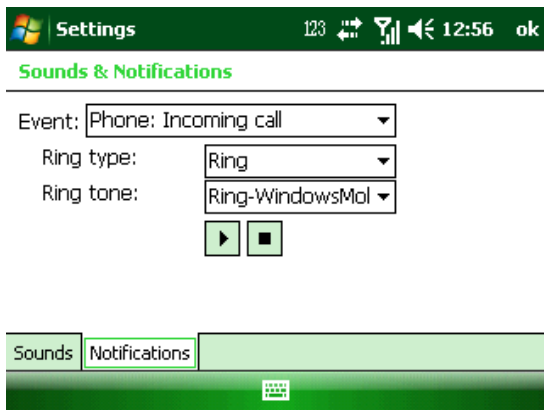 Settings 123 12:56 ok
Sounds & Notifications
Event: Phone: Incoming call
Ring type: Ring
Ring tone: Ring-WindowsMol
Sounds Notifications